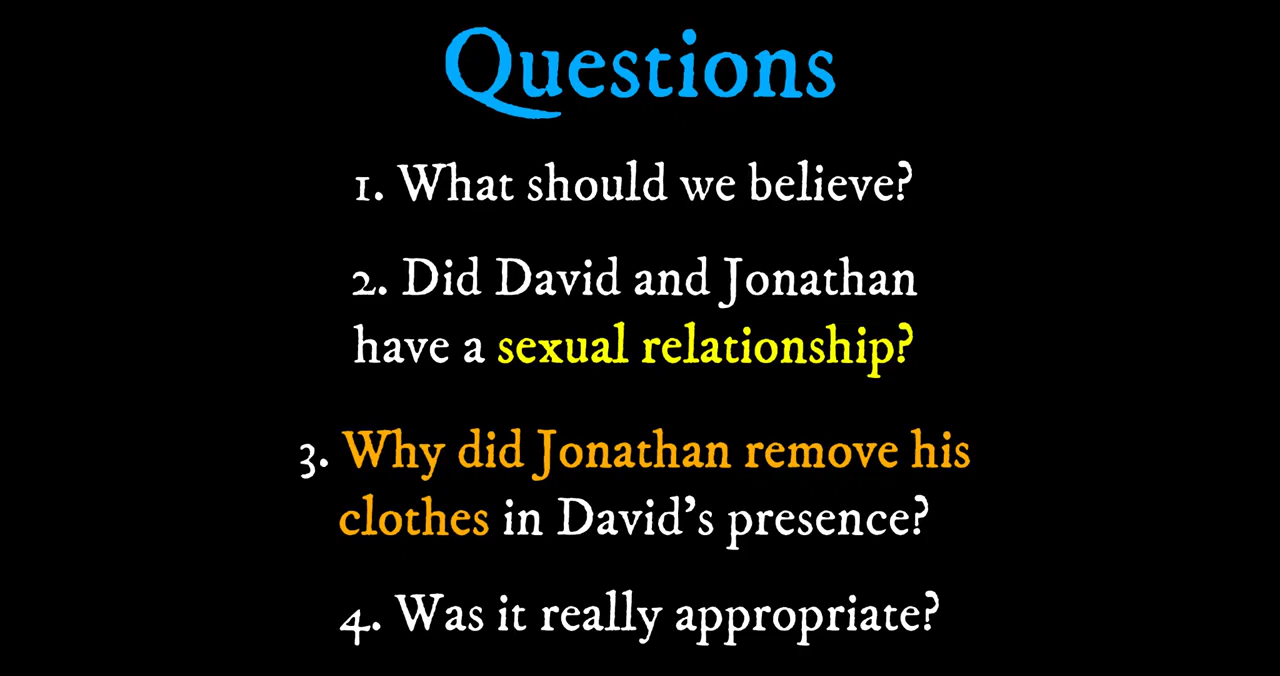 Questions
1. What should we believe?
2. Did David and Jonathan
have a sexual relationship?
3. Why did Jonathan remove his
clothes in David's presence?
4. Was it really appropriate?